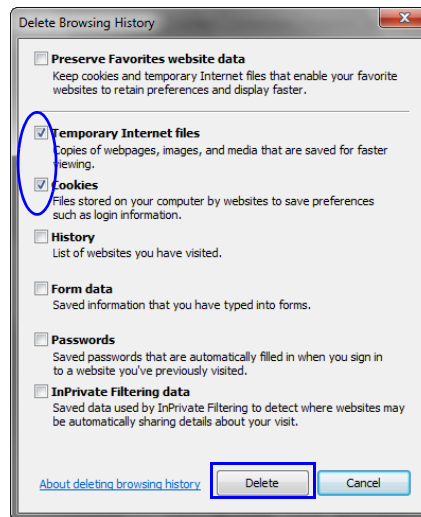 Delete Browsing History
Preserve Favorites website data
Keep cookies and temporary Internet files that enable your favorite
websites to retain preferences and display faster.
Temporary Internet files
Copies of webpages, images, and media that are saved for faster
viewing.
Cookies
Files stored on your computer by websites to save preferences
such as login information.
History
List of websites you have visited.
Form data
Saved information that you have typed into forms.
Passwords
Saved passwords that are automatically filled in when you sign in
to a website you've previously visited.
InPrivate Filtering data
Saved data used by InPrivate Filtering to detect where websites may
be automatically sharing details about your visit.
About deleting browsing history Delete Cancel